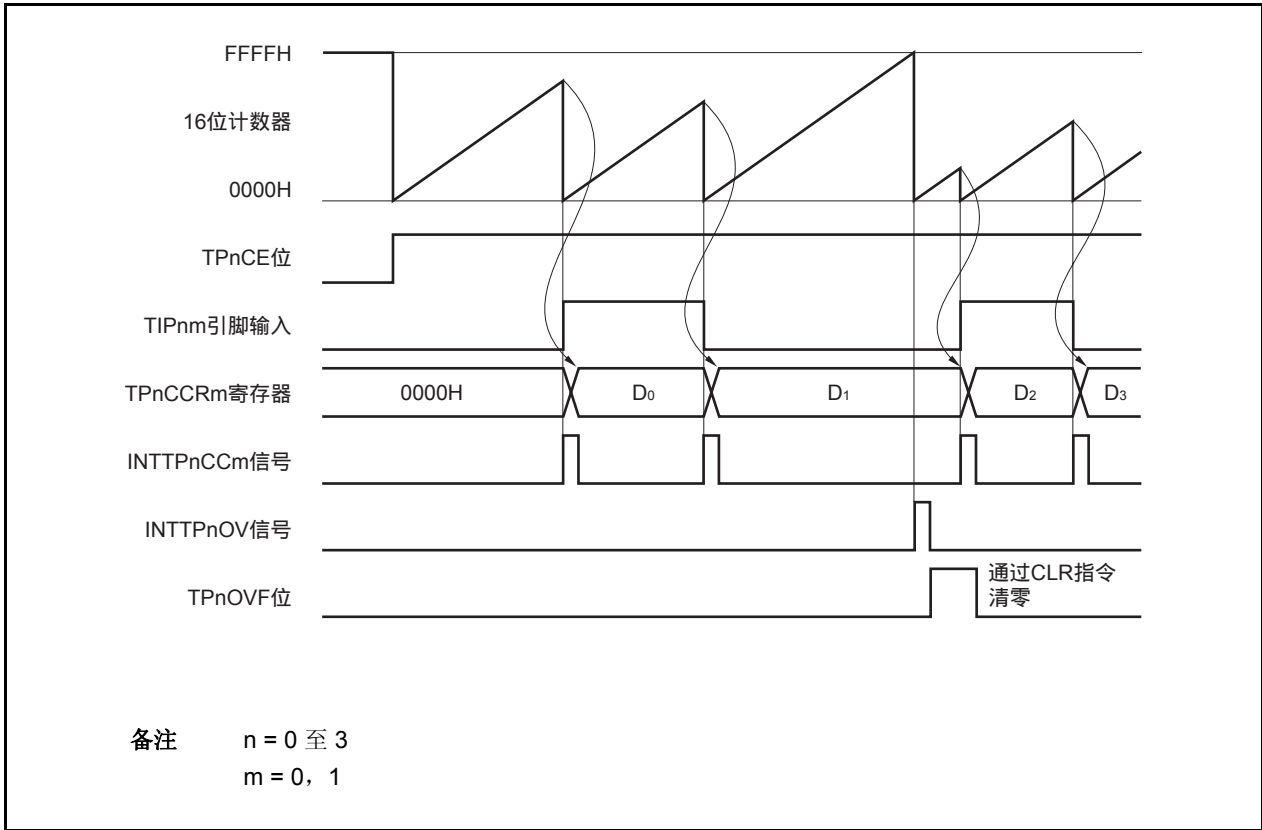 FFFFH
16位计数器
0000H
TPnCE位
TIPnm引脚输入
TPnCCRm寄存器
0000H D0 D1 D2 D3
INTTPnCCm信号
INTTPnOV信号
TPnOVF位
通过CLR指令
清零
备注 n = 0 至 3
m = 0，1